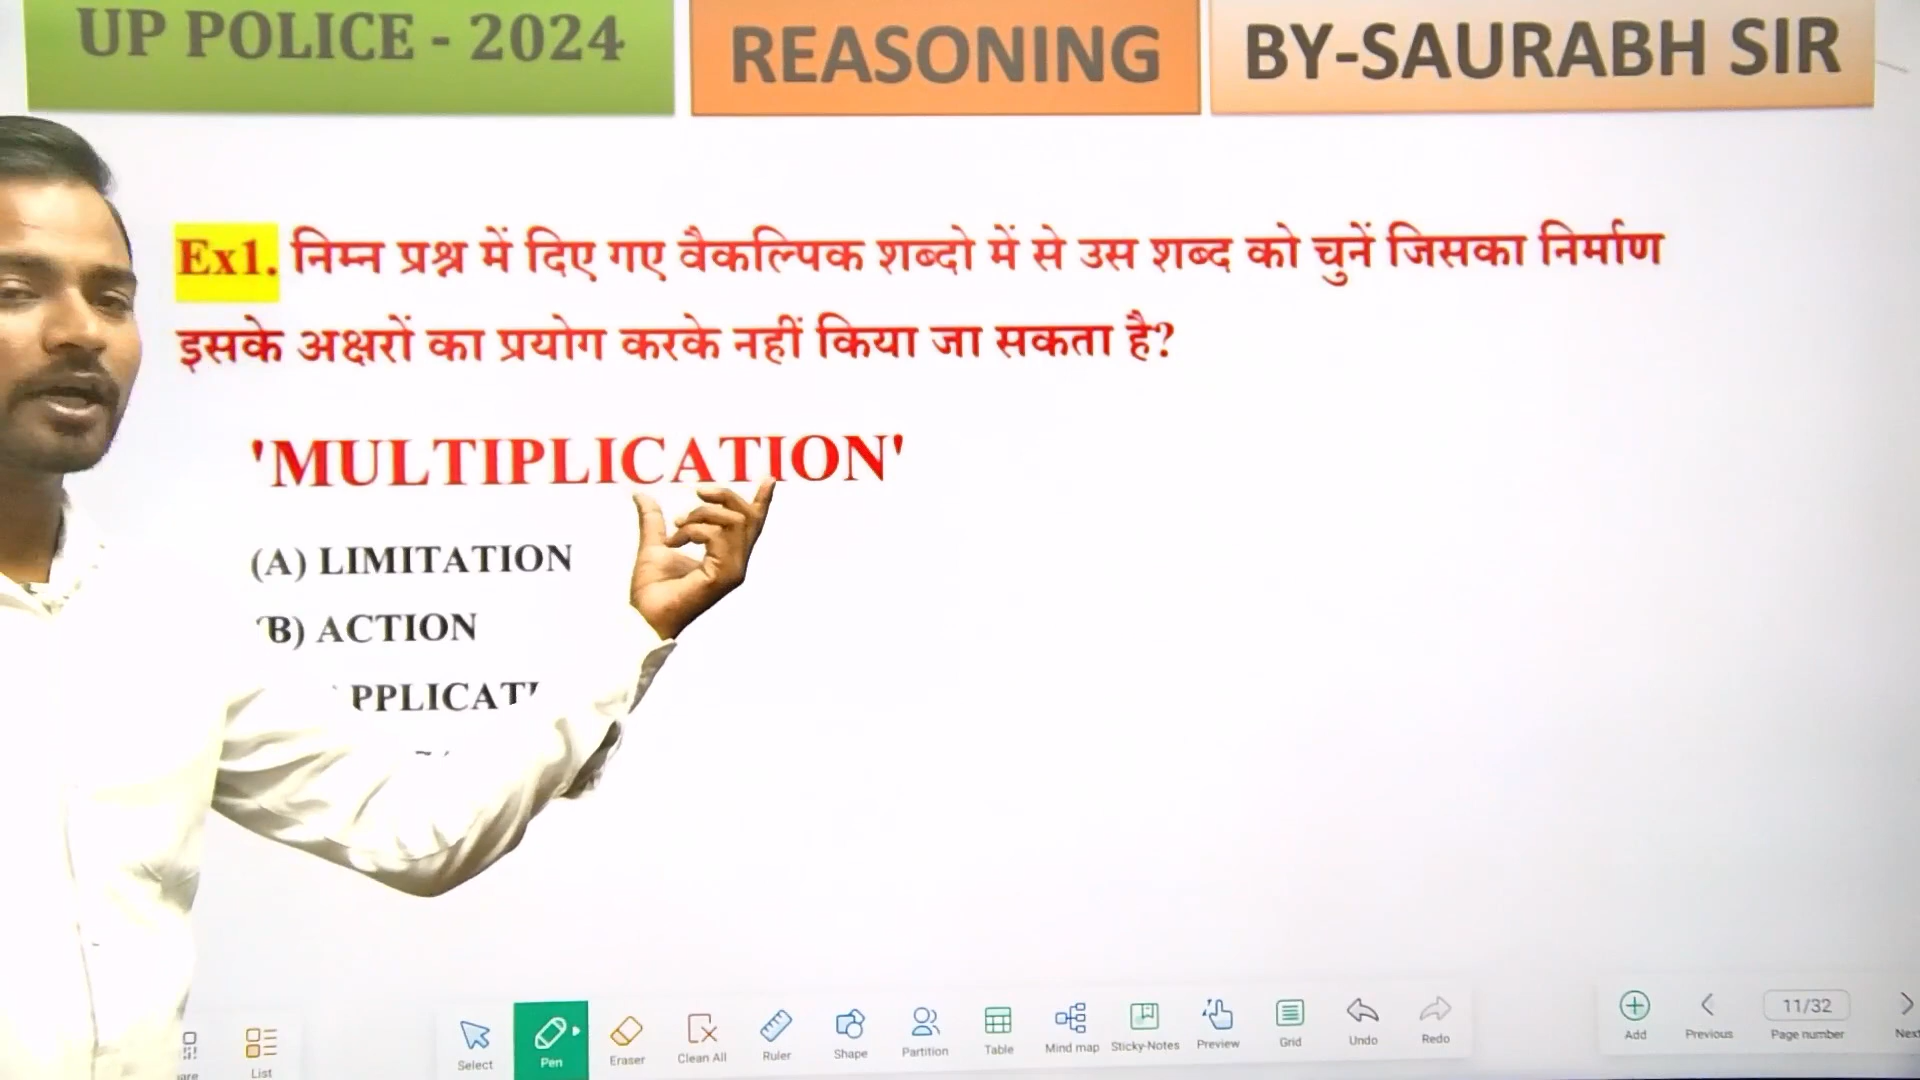 UP POLICE - 2024
REASONING
BY-SAURABH SIR
Ex1. निम्न प्रश्न में दिए गए वैकल्पिक शब्दो में से उस शब्द को चुनें जिसका निर्माण
इसके अक्षरों का प्रयोग करके नहीं किया जा सकता है?
'MULTIPLICATION'
(A) LIMITATION
(B) ACTION
PPLICAT
List
Select
Pen
Eraser
Clean All
Ruler
Shape
Partition
Table
Mind map
Sticky-Notes
Preview
Grid
Undo
Redo
Add
Previous
11/32
Page number
Next